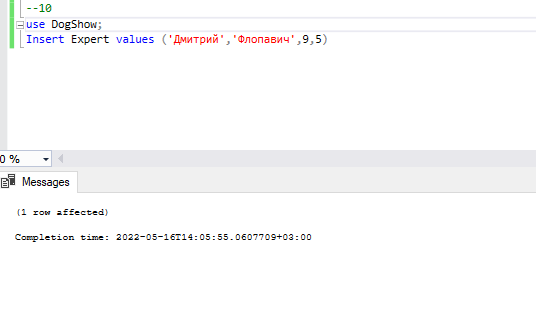 --10
use DogShow;
Insert Expert values ('Дмитрий','Флопавич',9,5)
0 %
Messages
(1 row affected)
Completion time: 2022-05-16T14:05:55.0607709+03:00